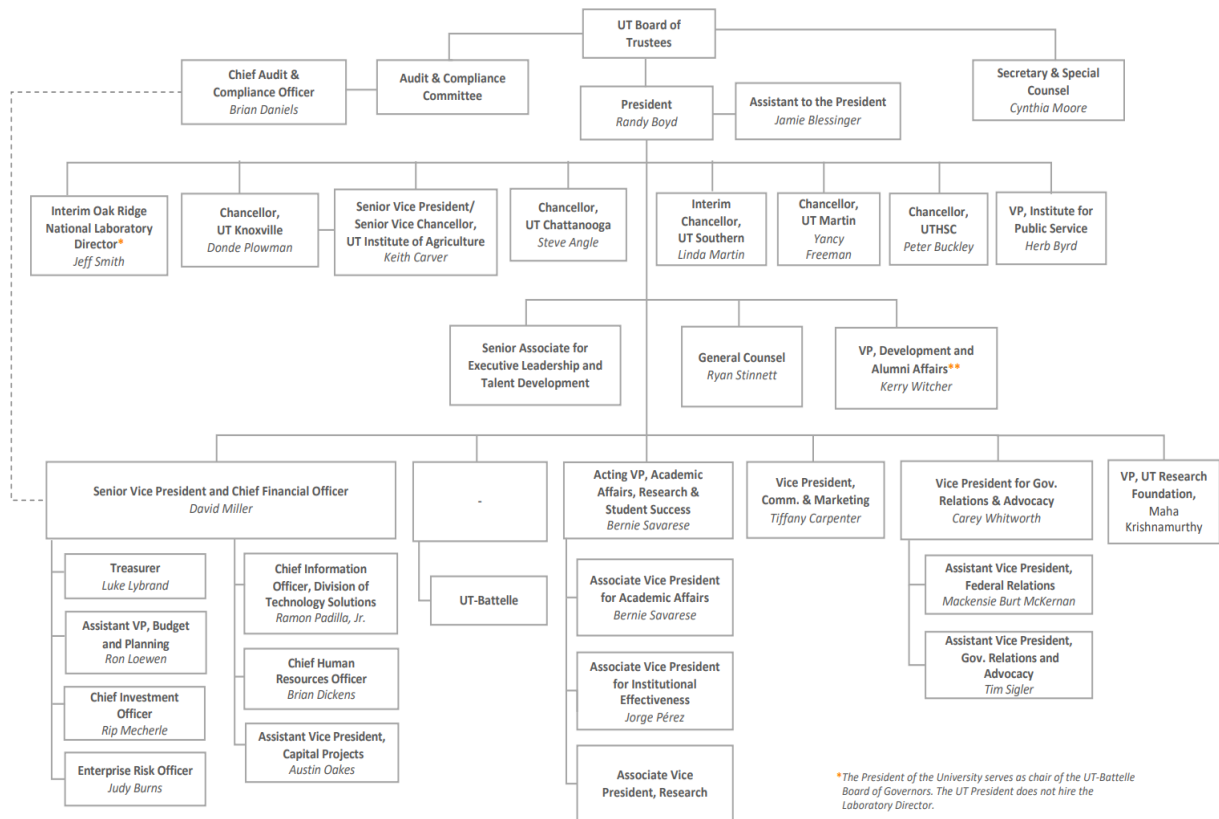 UT Board of
Trustees
Chief Audit &
Compliance Officer
Brian Daniels
Audit & Compliance
Committee
Secretary & Special
Counsel
Cynthia Moore
President
Randy Boyd
Assistant to the President
Jamie Blessinger
Interim Oak Ridge
National Laboratory
Director*
Jeff Smith
Chancellor,
UT Knoxville
Donde Plowman
Senior Vice President/
Senior Vice Chancellor,
UT Institute of Agriculture
Keith Carver
Chancellor,
UT Chattanooga
Steve Angle
Interim
Chancellor,
UT Southern
Linda Martin
Chancellor,
UT Martin
Yancy
Freeman
Chancellor,
UTHSC
Peter Buckley
VP, Institute for
Public Service
Herb Byrd
Senior Associate for
Executive Leadership and
Talent Development
General Counsel
Ryan Stinnett
VP, Development and
Alumni Affairs**
Kerry Witcher
Senior Vice President and Chief Financial Officer
David Miller
-
Acting VP, Academic
Affairs, Research &
Student Success
Bernie Savarese
Vice President,
Comm. & Marketing
Tiffany Carpenter
Vice President for Gov.
Relations & Advocacy
Carey Whitworth
VP, UT Research
Foundation,
Maha
Krishnamurthy
Treasurer
Luke Lybrand
Assistant VP, Budget
and Planning
Ron Loewen
Chief Investment
Officer
Rip Mecherle
Enterprise Risk Officer
Judy Burns
Chief Information
Officer, Division of
Technology Solutions
Ramon Padilla, Jr.
Chief Human
Resources Officer
Brian Dickens
Assistant Vice President,
Capital Projects
Austin Oakes
UT-Battelle
Associate Vice President
for Academic Affairs
Bernie Savarese
Associate Vice President
for Institutional
Effectiveness
Jorge Pérez
Associate Vice
President, Research
Assistant Vice President,
Federal Relations
Mackensie Burt McKernan
Assistant Vice President,
Gov. Relations and
Advocacy
Tim Sigler
*The President of the University serves as chair of the UT-Battelle
Board of Governors. The UT President does not hire the
Laboratory Director.